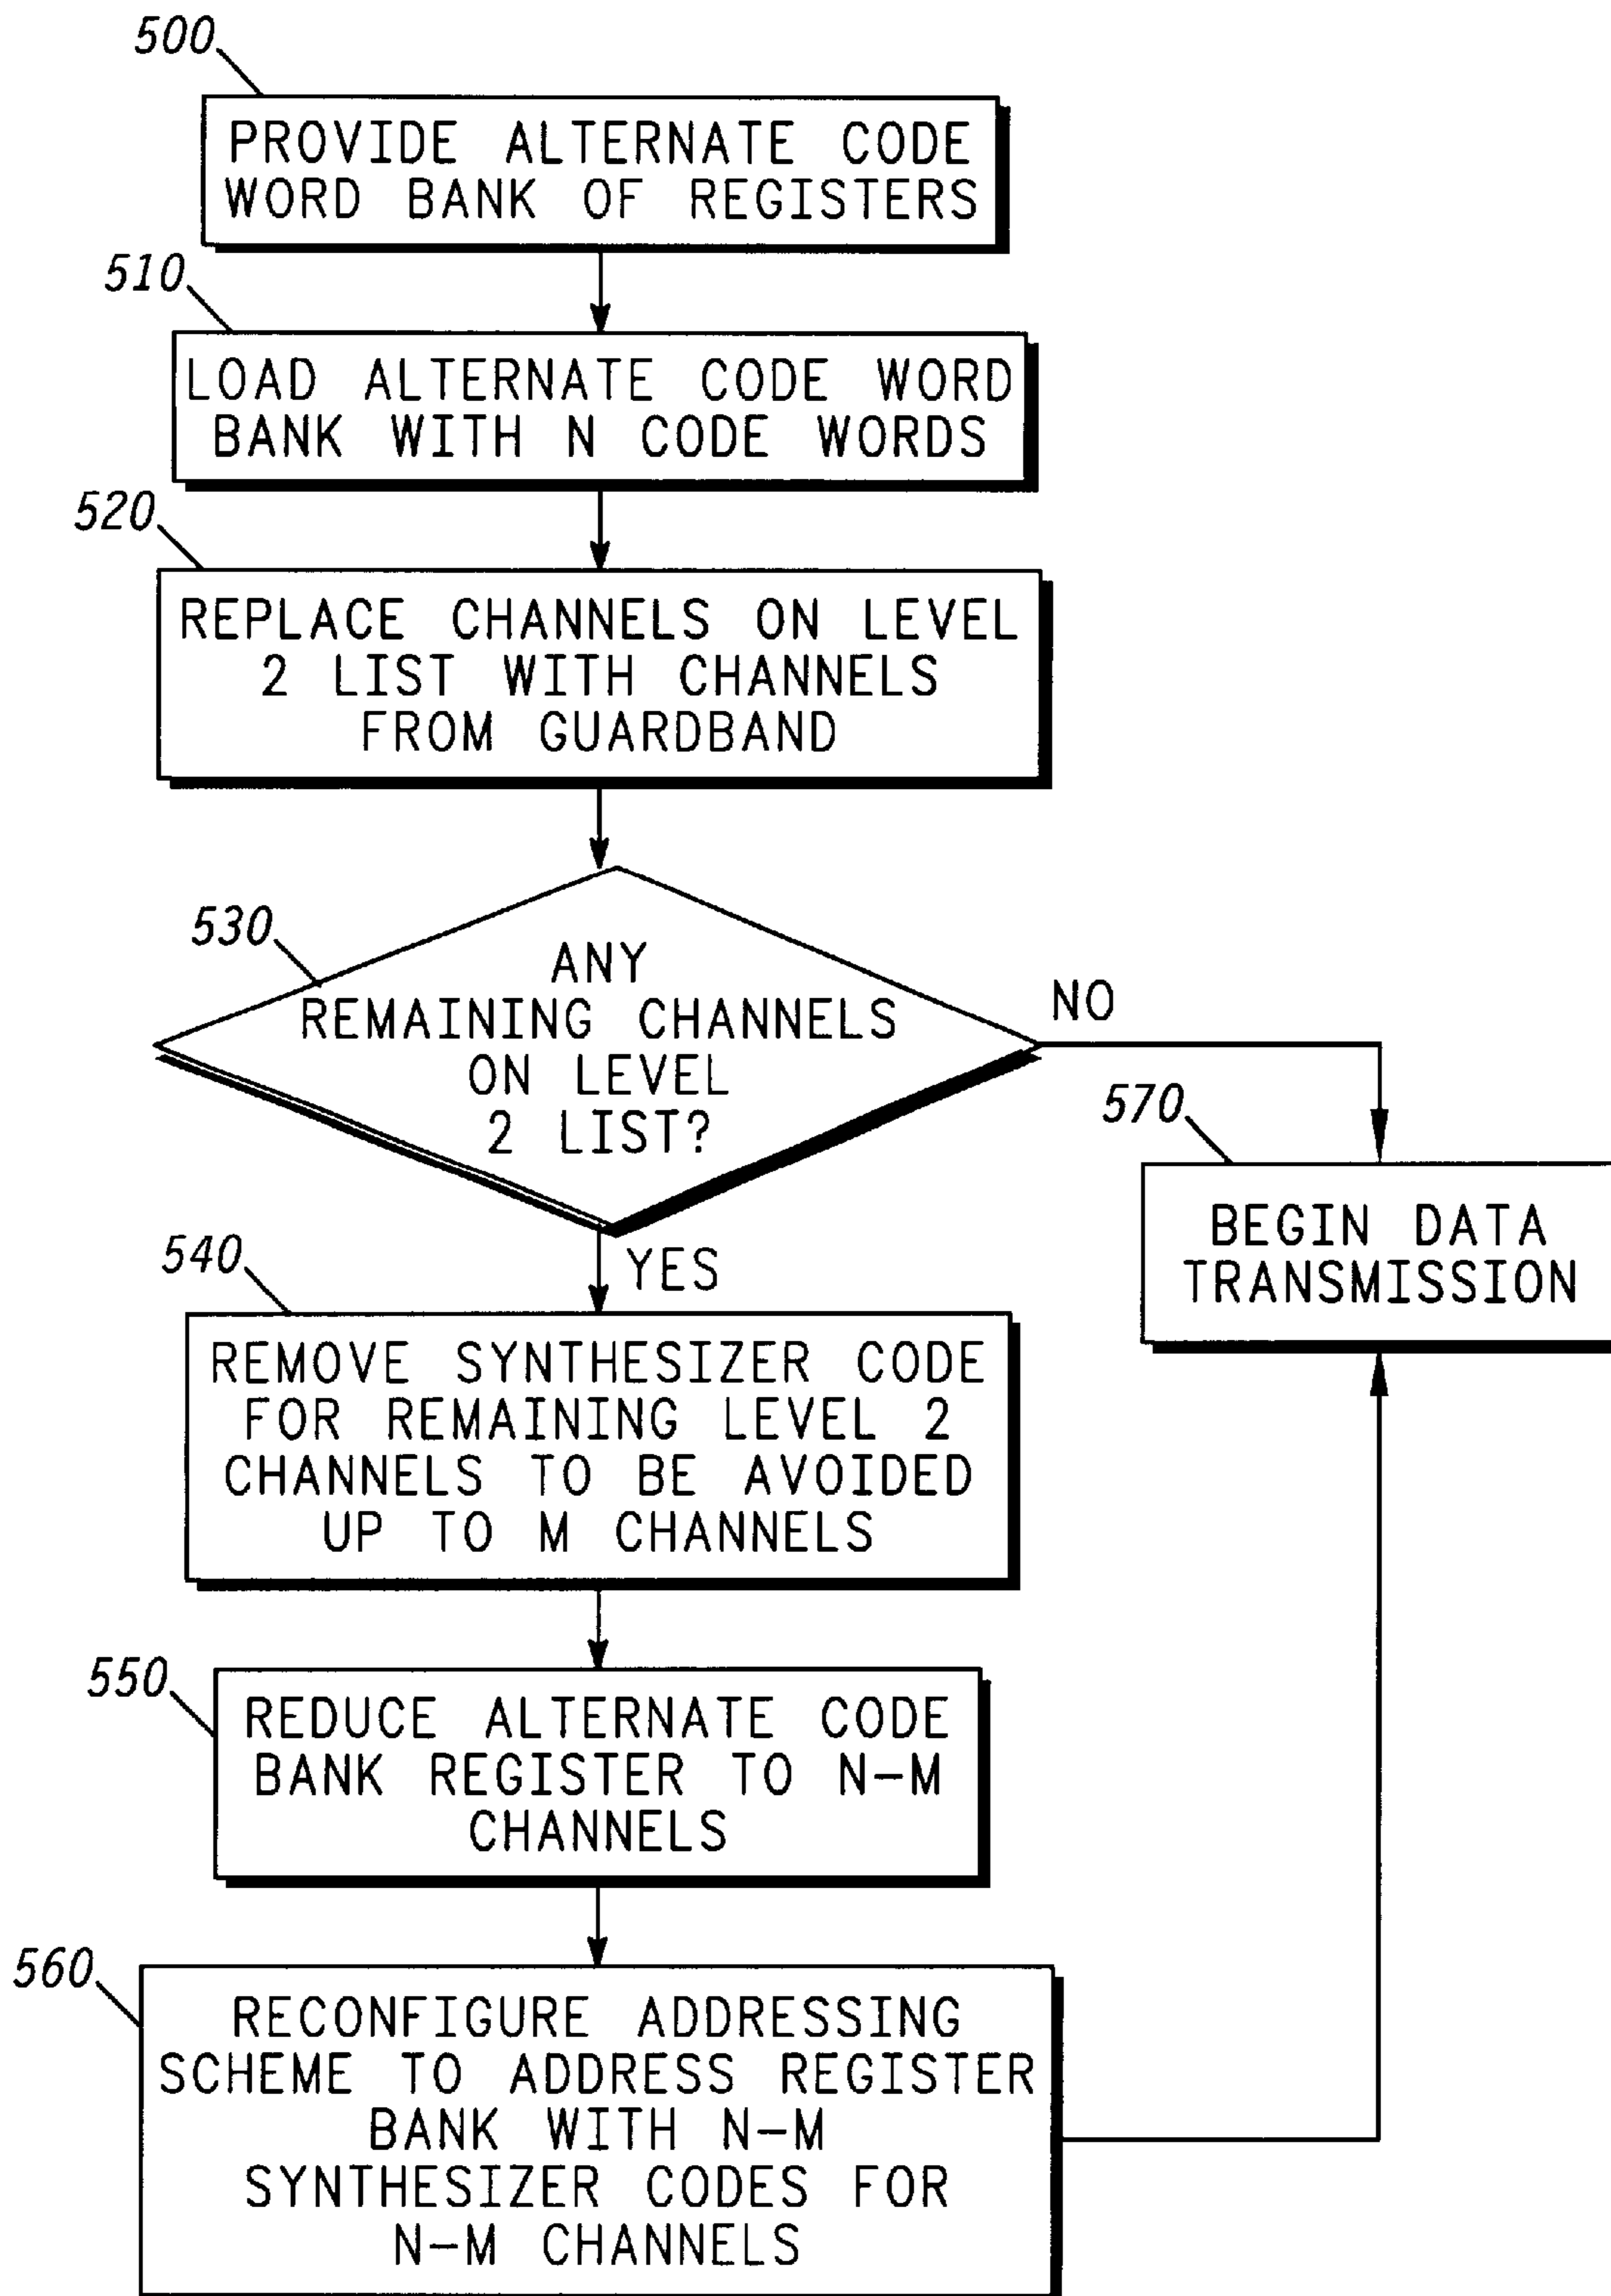 500
PROVIDE ALTERNATE CODE
WORD BANK OF REGISTERS
510
LOAD ALTERNATE CODE WORD
BANK WITH N CODE WORDS
520
REPLACE CHANNELS ON LEVEL
2 LIST WITH CHANNELS
FROM GUARDBAND
530
ANY
REMAINING CHANNELS
ON LEVEL
2 LIST?
NO
570
BEGIN DATA
TRANSMISSION
YES
540
REMOVE SYNTHESIZER CODE
FOR REMAINING LEVEL 2
CHANNELS TO BE AVOIDED
UP TO M CHANNELS
550
REDUCE ALTERNATE CODE
BANK REGISTER TO N-M
CHANNELS
560
RECONFIGURE ADDRESSING
SCHEME TO ADDRESS REGISTER
BANK WITH N-M
SYNTHESIZER CODES FOR
N-M CHANNELS